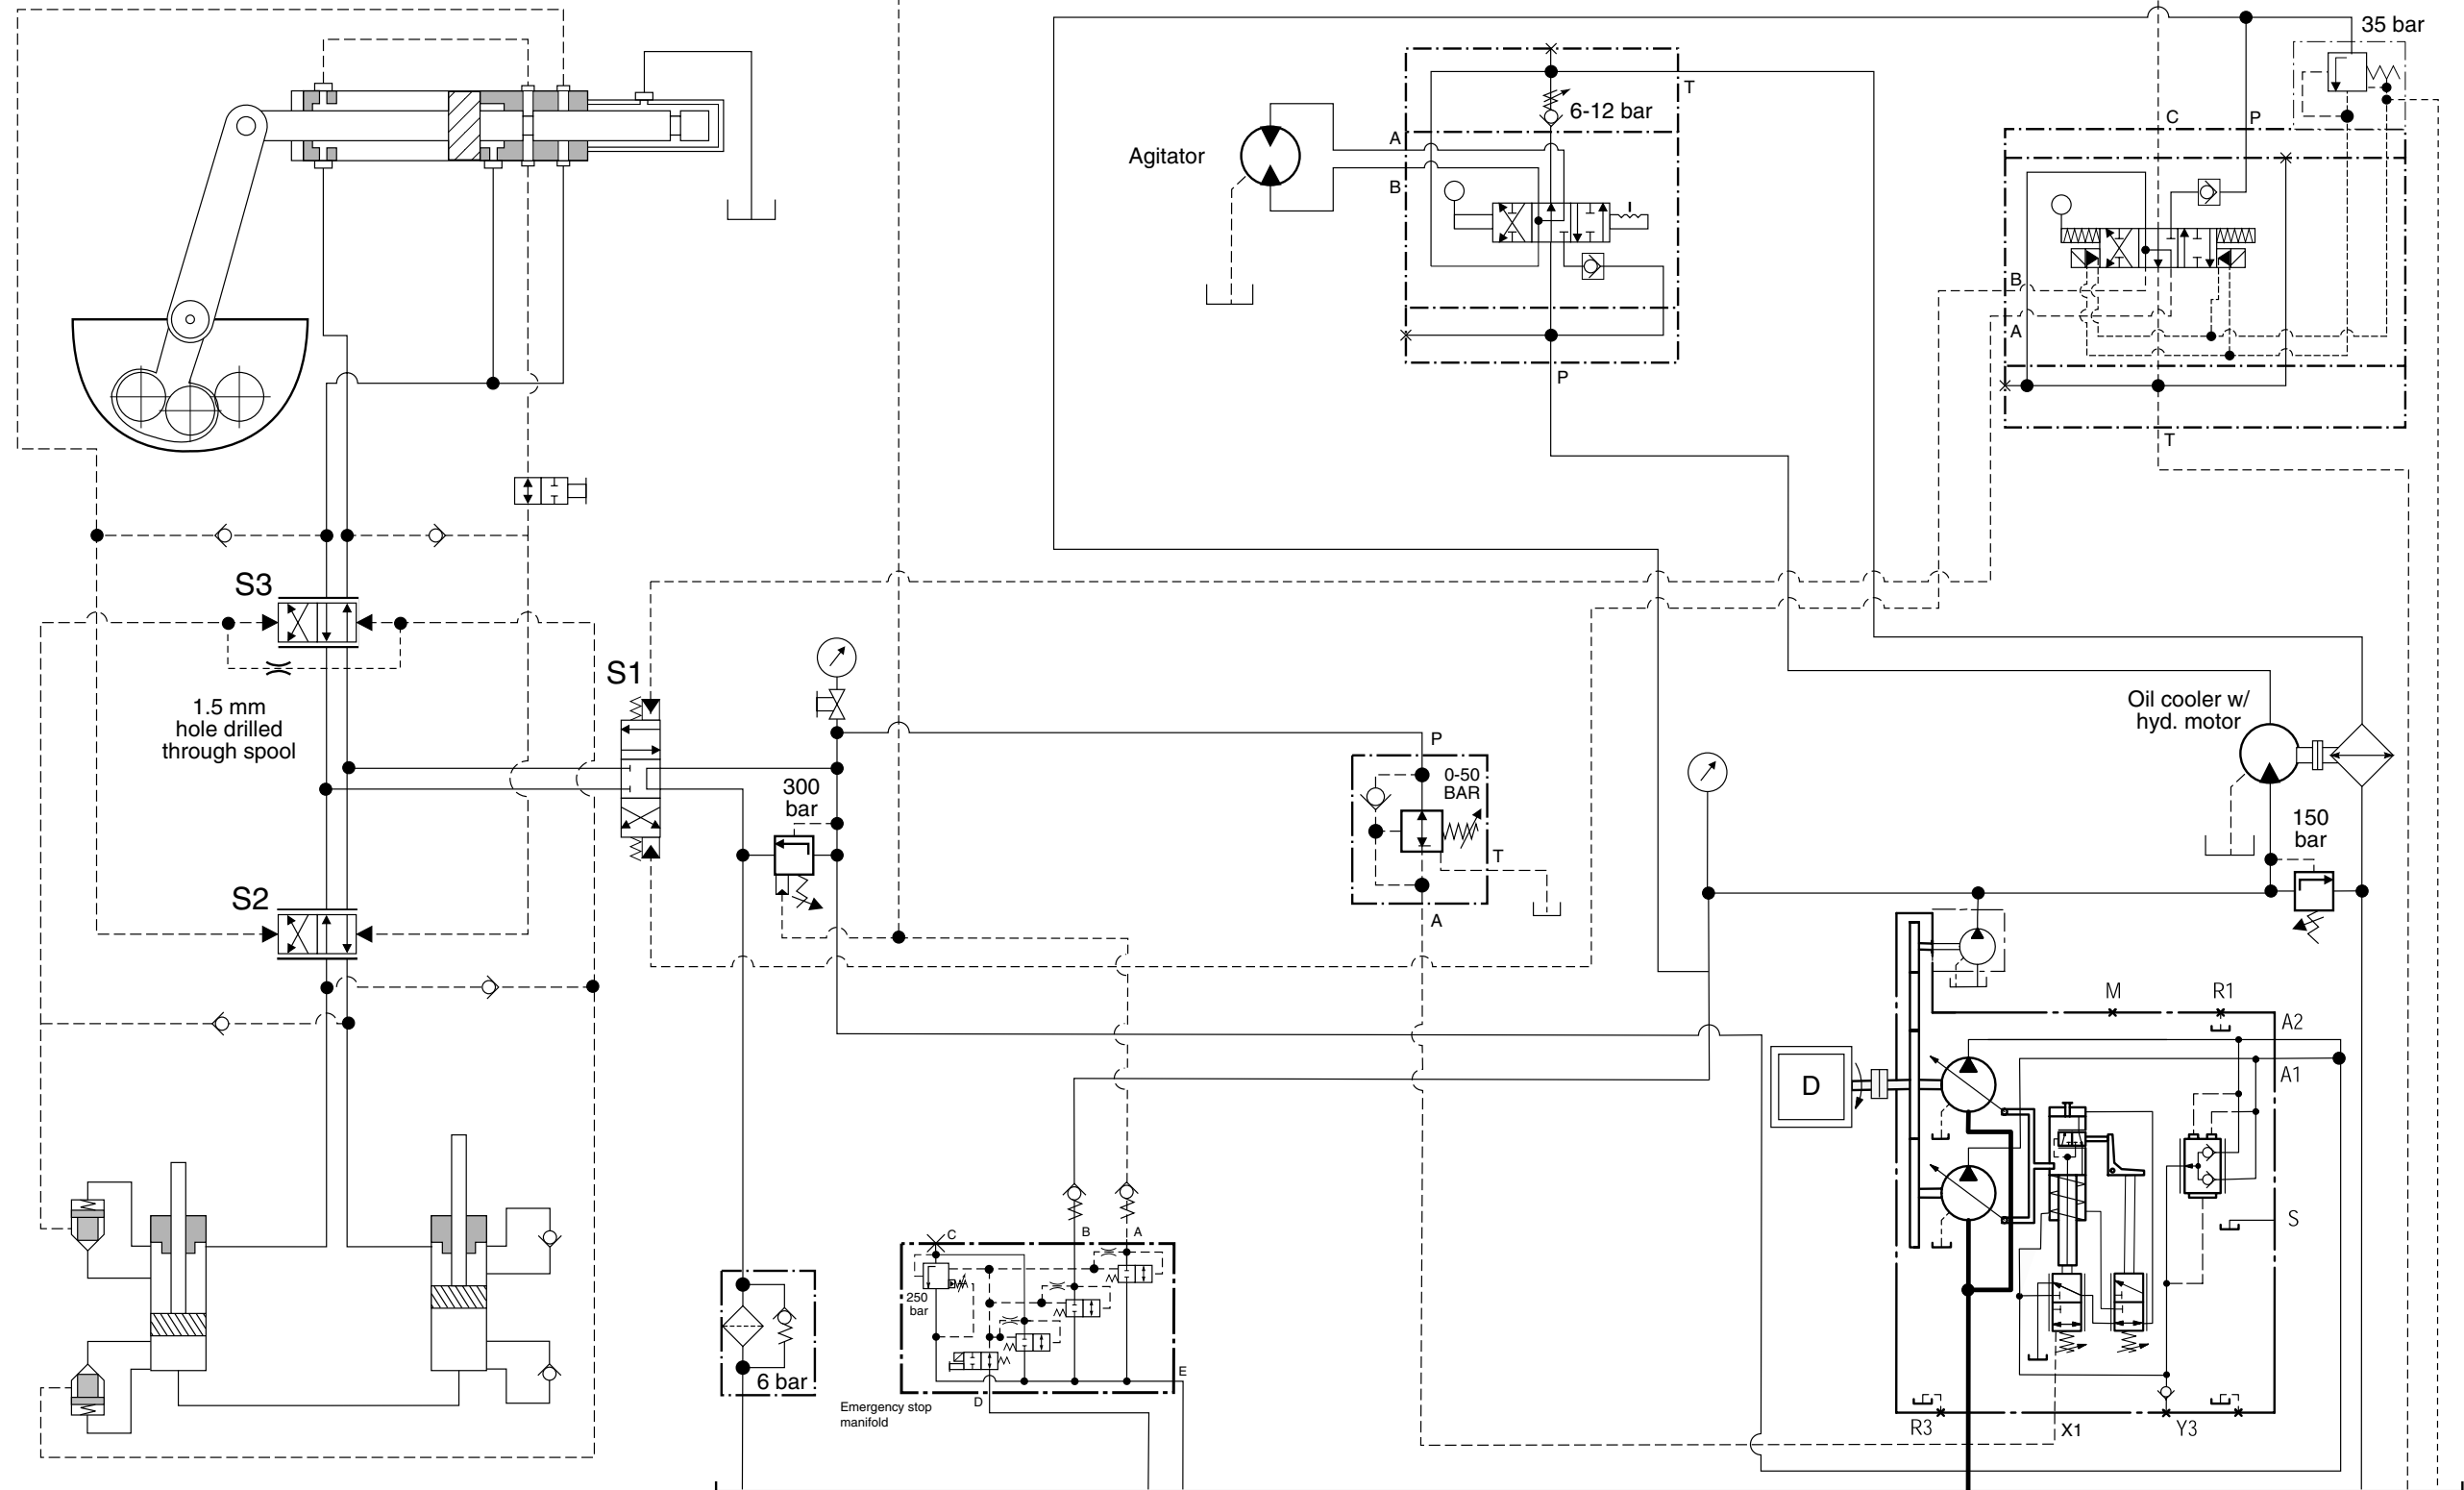 35 bar
C
P
T
6-12 bar
A
Agitator
B
B
A
P
T
S3
S1
1.5 mm
hole drilled
through spool
Oil cooler w/
hyd. motor
P
0-50
BAR
300
bar
150
bar
T
S2
A
M
R1
A2
D
A1
S
C
B
A
250
bar
E
6 bar
D
Emergency stop
manifold
R3
X1
Y3